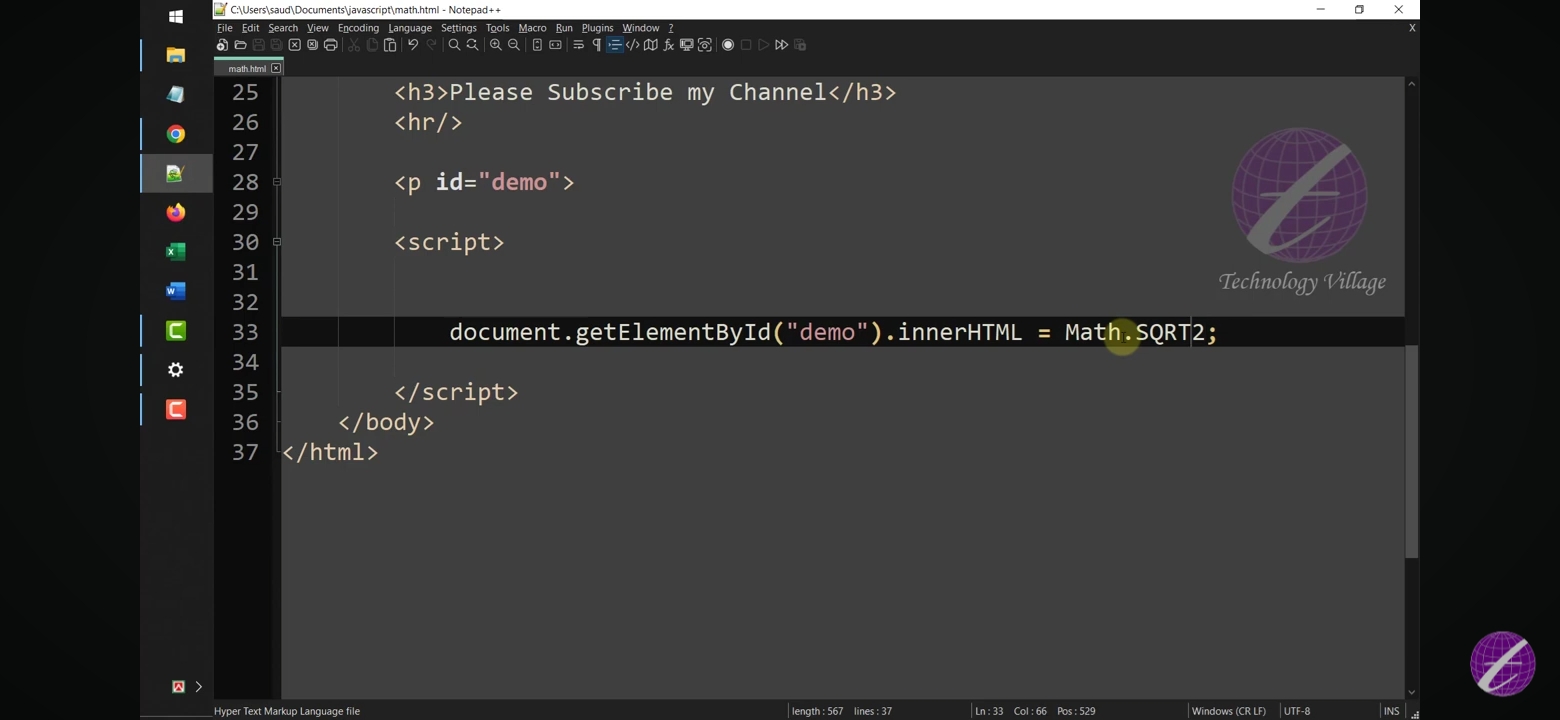 C:\Users\saud\Documents\javascript\math.html - Notepad++
File Edit Search View Encoding Language Settings Tools Macro Run Plugins Window ? X
math.html
25 <h3>Please Subscribe my Channel</h3>
26 <hr/>
27
28 <p id="demo">
29
30 <script>
31
32
33 document.getElementById("demo").innerHTML = Math.SQRT2;
34
35 </script>
36 </body>
37 </html>
Technology Village
Hyper Text Markup Language file length : 567 lines : 37 Ln : 33 Col : 66 Pos : 529 Windows (CR LF) UTF-8 INS